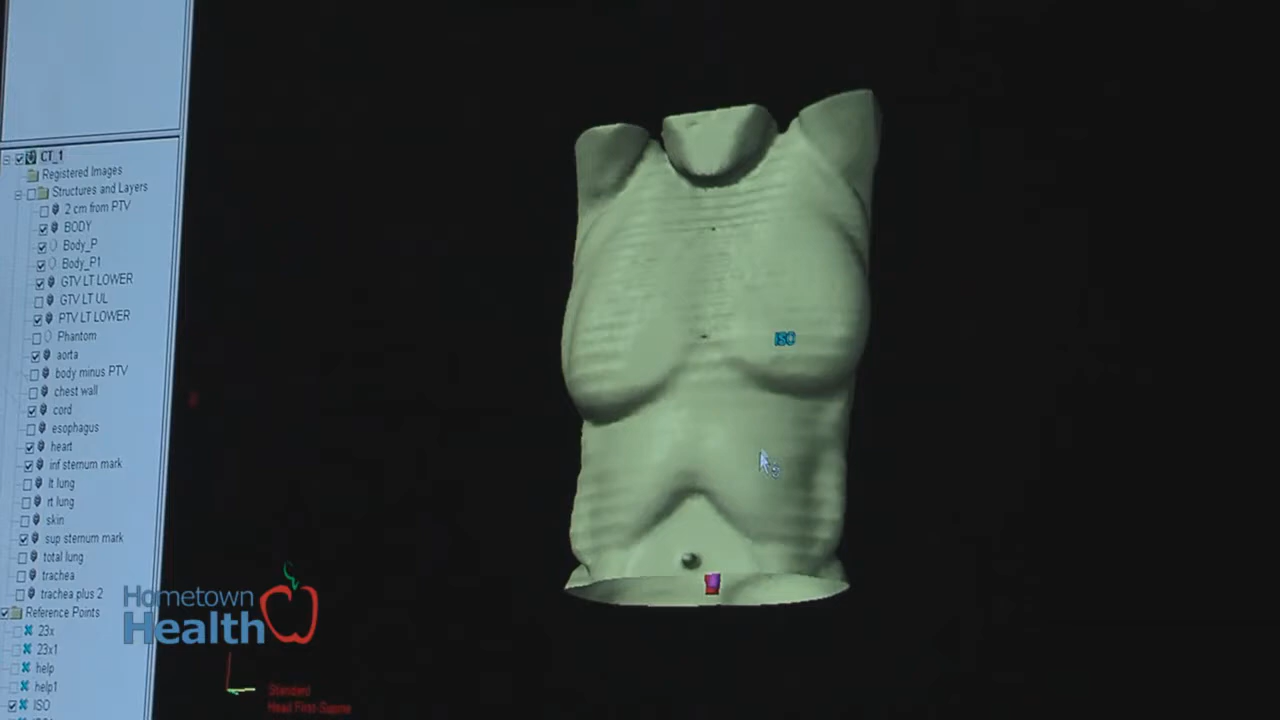 CT_1
Registered Images
Structures and Layers
2 cm from PTV
BODY
Body_P
Body_P1
GTV LT LOWER
GTV LT UL
PTV LT LOWER
Phantom
aorta
body minus PTV
chest wall
cord
esophagus
heart
inf sternum mark
lt lung
rt lung
skin
sup sternum mark
total lung
trachea
trachea plus 2
Reference Points
23x
23x1
help
help1
ISO
ISO
Hometown
Health
Standard
Head First-Supine